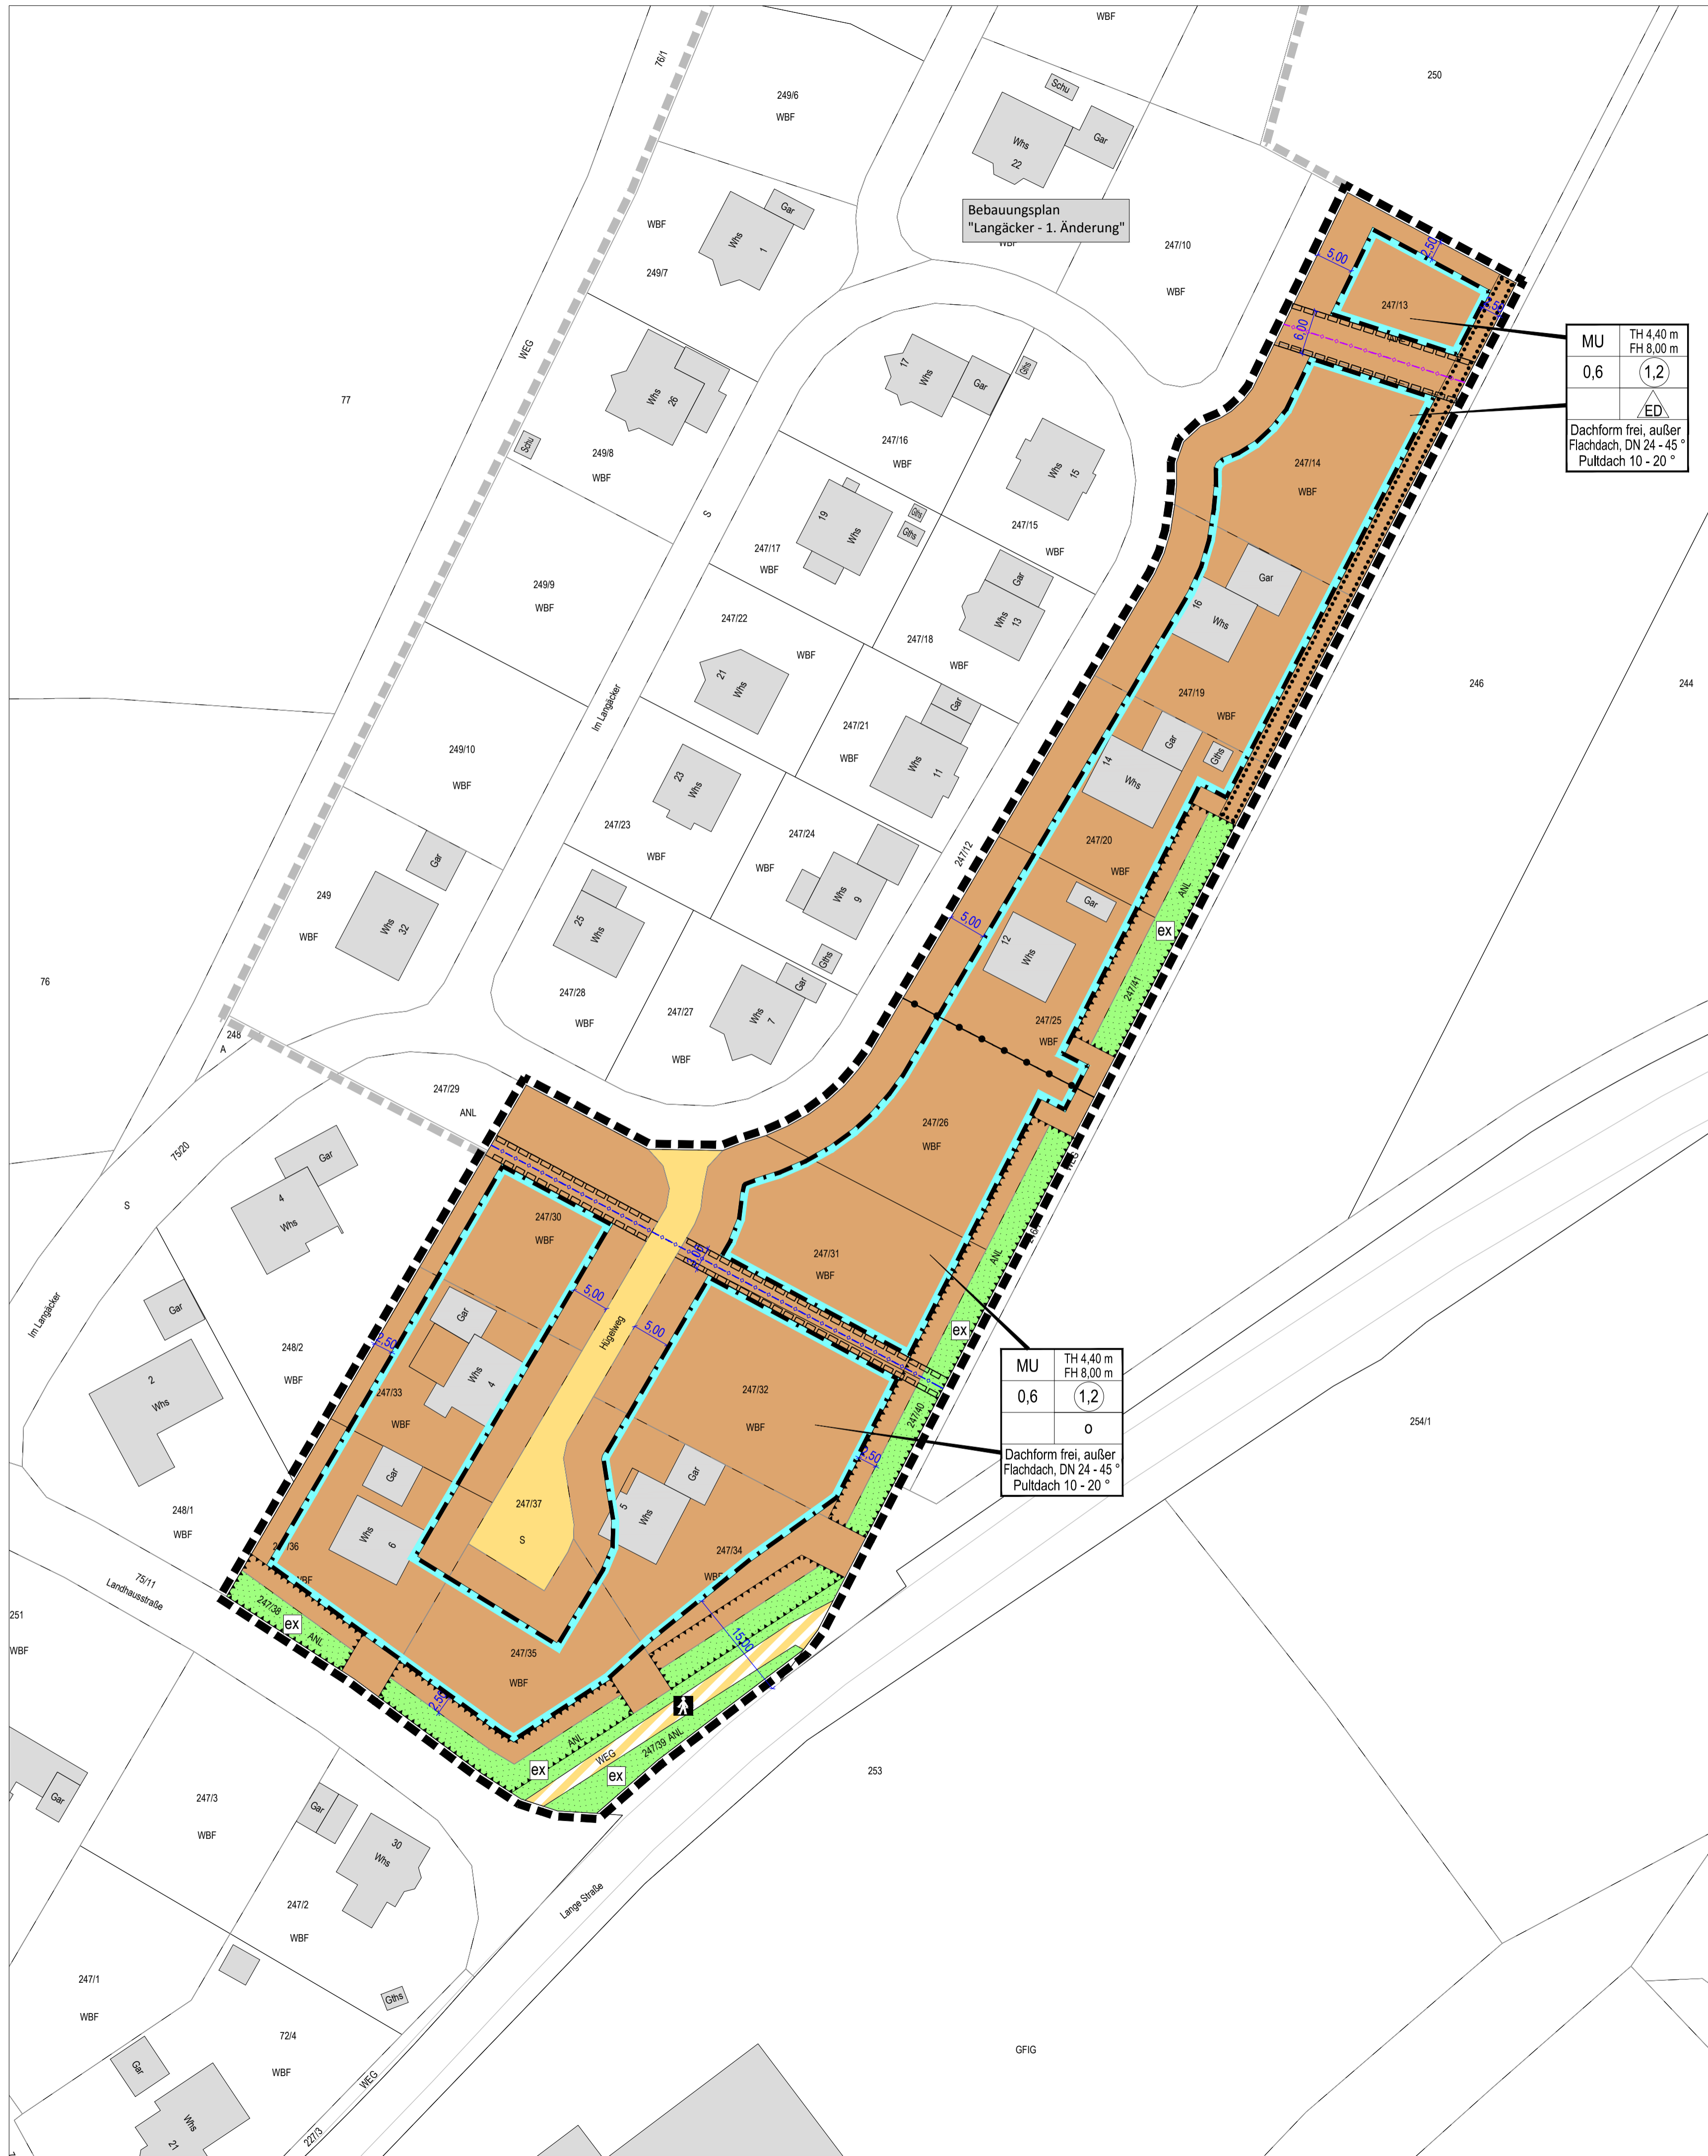 WBF
76/1
250
249/6
WBF
Schu
Whs
22
Gar
Bebauungsplan
"Langäcker - 1. Änderung"
WBF
Gar
Whs
1
249/7
247/10
WBF
5,00
2,50
247/13
6,00
MU
TH 4,40 m
FH 8,00 m
0,6
1,2
ED
Dachform frei, außer
Flachdach, DN 24 - 45 °
Pultdach 10 - 20 °
WEG
77
17
Whs
Gar
Gths
Whs
26
Schu
249/8
WBF
247/16
WBF
Whs
15
247/14
WBF
S
19
Whs
Gths
Gths
247/15
WBF
247/17
WBF
249/9
WBF
Gar
Whs
13
Gar
16
Whs
247/22
WBF
247/18
WBF
21
Whs
247/19
WBF
246
244
Im Langäcker
Gar
247/21
WBF
Whs
11
Gar
14
Whs
Gths
249/10
WBF
23
Whs
247/23
WBF
247/24
WBF
247/20
WBF
247/12
Gar
Whs
32
249
WBF
Whs
9
Gar
ANL
ex
5,00
12
Whs
25
Whs
Gths
76
247/28
WBF
247/27
WBF
Gar
Whs
7
247/41
247/25
WBF
248
A
247/29
ANL
247/26
WBF
WEG
75/20
S
Gar
4
Whs
247/30
WBF
247/31
WBF
ANL
Gar
Im Langäcker
248/2
WBF
2
Whs
5,00
5,00
Hügelweg
2,50
Gar
Whs
4
247/33
WBF
247/32
WBF
247/40
ex
MU
TH 4,40 m
FH 8,00 m
0,6
1,2
o
Dachform frei, außer
Flachdach, DN 24 - 45 °
Pultdach 10 - 20 °
254/1
2,50
Gar
Whs
6
247/37
S
Gar
5
Whs
248/1
WBF
247/34
75/11
Landhausstraße
251
WBF
247/38
ANL
ex
247/35
WBF
15,00
2,50
ANL
WEG
247/39 ANL
ex
ex
253
Gar
247/3
WBF
Gar
30
Whs
247/2
WBF
Lange Straße
247/1
WBF
Gths
72/4
WBF
Gar
Whs
21
WEG
227/3
GFIG